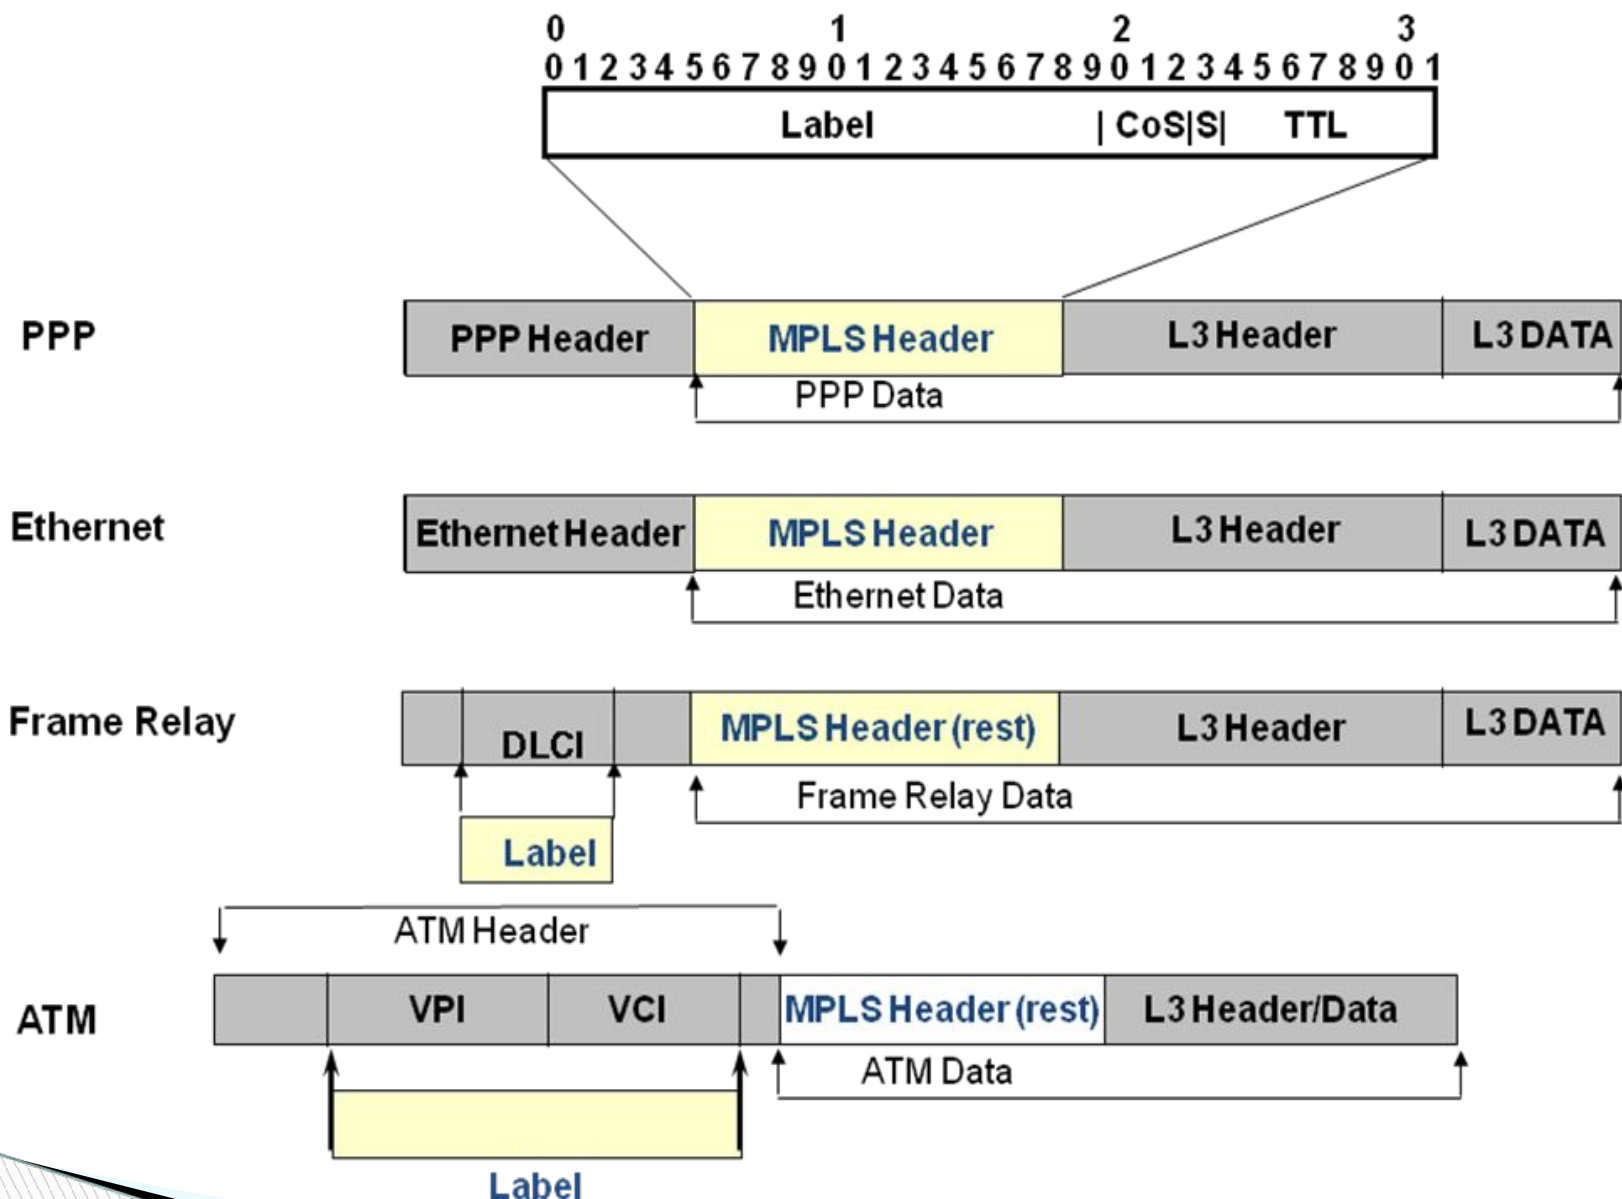 0 1 2 3
0 1 2 3 4 5 6 7 8 9 0 1 2 3 4 5 6 7 8 9 0 1 2 3 4 5 6 7 8 9 0 1
Label | CoS|S| TTL
PPP PPP Header MPLS Header L3 Header L3 DATA
PPP Data
Ethernet Ethernet Header MPLS Header L3 Header L3 DATA
Ethernet Data
Frame Relay DLCI MPLS Header (rest) L3 Header L3 DATA
Frame Relay Data
Label
ATM Header
ATM VPI VCI MPLS Header (rest) L3 Header/Data
ATM Data
Label